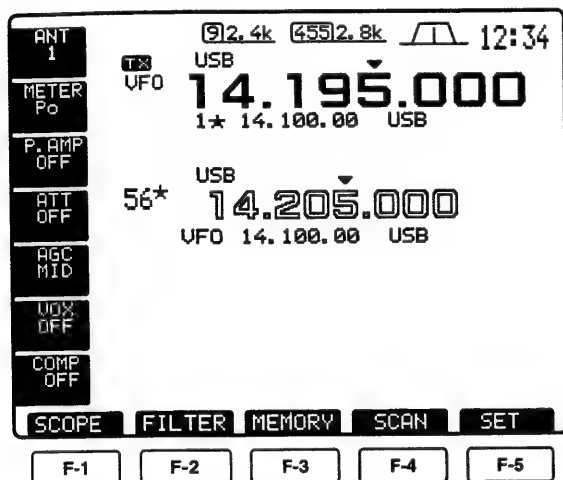 ANT
1
METER
Po
P.AMP
OFF
ATT
OFF
AGC
MID
VOX
OFF
COMP
OFF
9 2.4k 455 2.8k 12:34
USB
TX
VFO
14.195.000
1★ 14.100.00 USB
USB
56★ 14.205.000
VFO 14.100.00 USB
SCOPE FILTER MEMORY SCAN SET
F-1 F-2 F-3 F-4 F-5